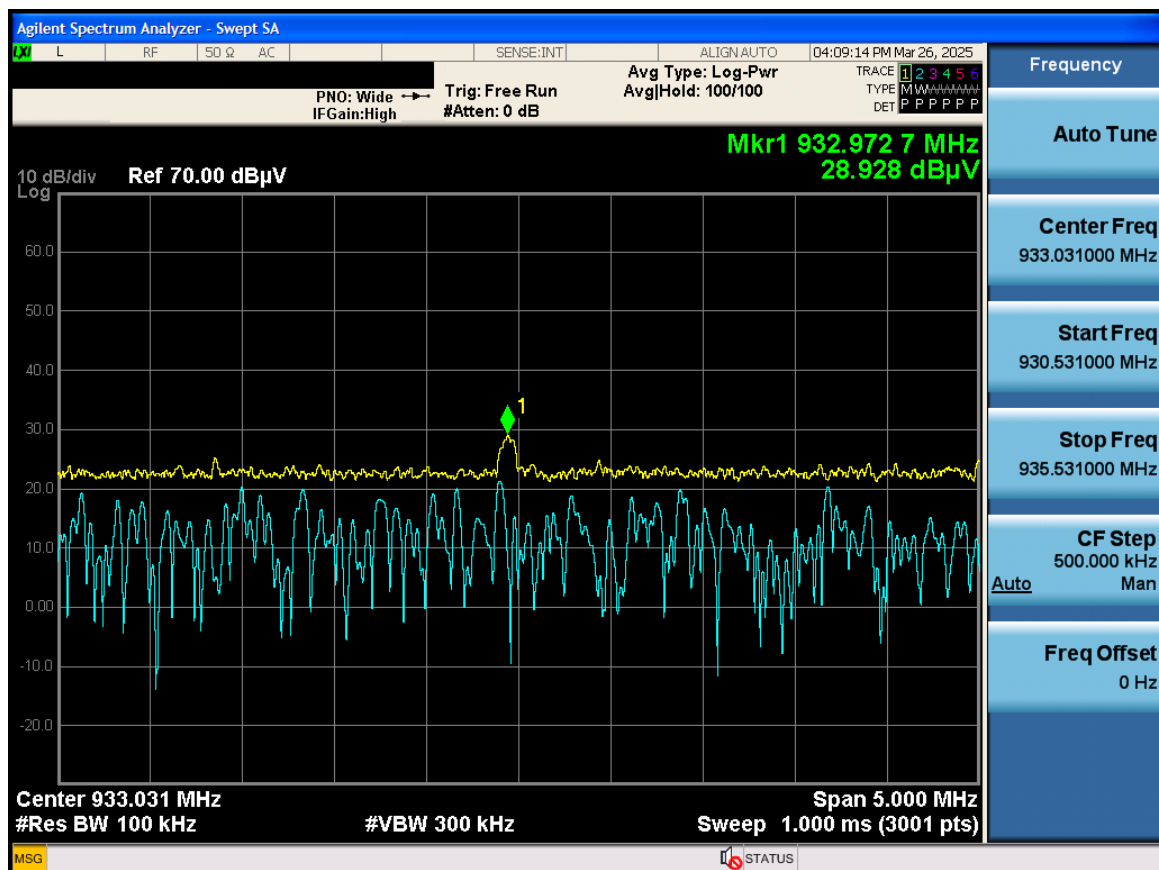 Agilent Spectrum Analyzer - Swept SA
LXI L RF 50 Ω AC SENSE:INT ALIGN AUTO 04:09:14 PM Mar 26, 2025
PNO: Wide
IFGain:High
Trig: Free Run
#Atten: 0 dB
Avg Type: Log-Pwr
Avg|Hold: 100/100
TRACE 1 2 3 4 5 6
TYPE M W W W W W
DET P P P P P P
Mkr1 932.972 7 MHz
28.928 dBµV
10 dB/div Ref 70.00 dBµV
Log
60.0
50.0
40.0
30.0
20.0
10.0
0.00
-10.0
-20.0
1
Center 933.031 MHz Span 5.000 MHz
#Res BW 100 kHz #VBW 300 kHz Sweep 1.000 ms (3001 pts)
MSG STATUS
Frequency
Auto Tune
Center Freq
933.031000 MHz
Start Freq
930.531000 MHz
Stop Freq
935.531000 MHz
CF Step
500.000 kHz
Auto Man
Freq Offset
0 Hz